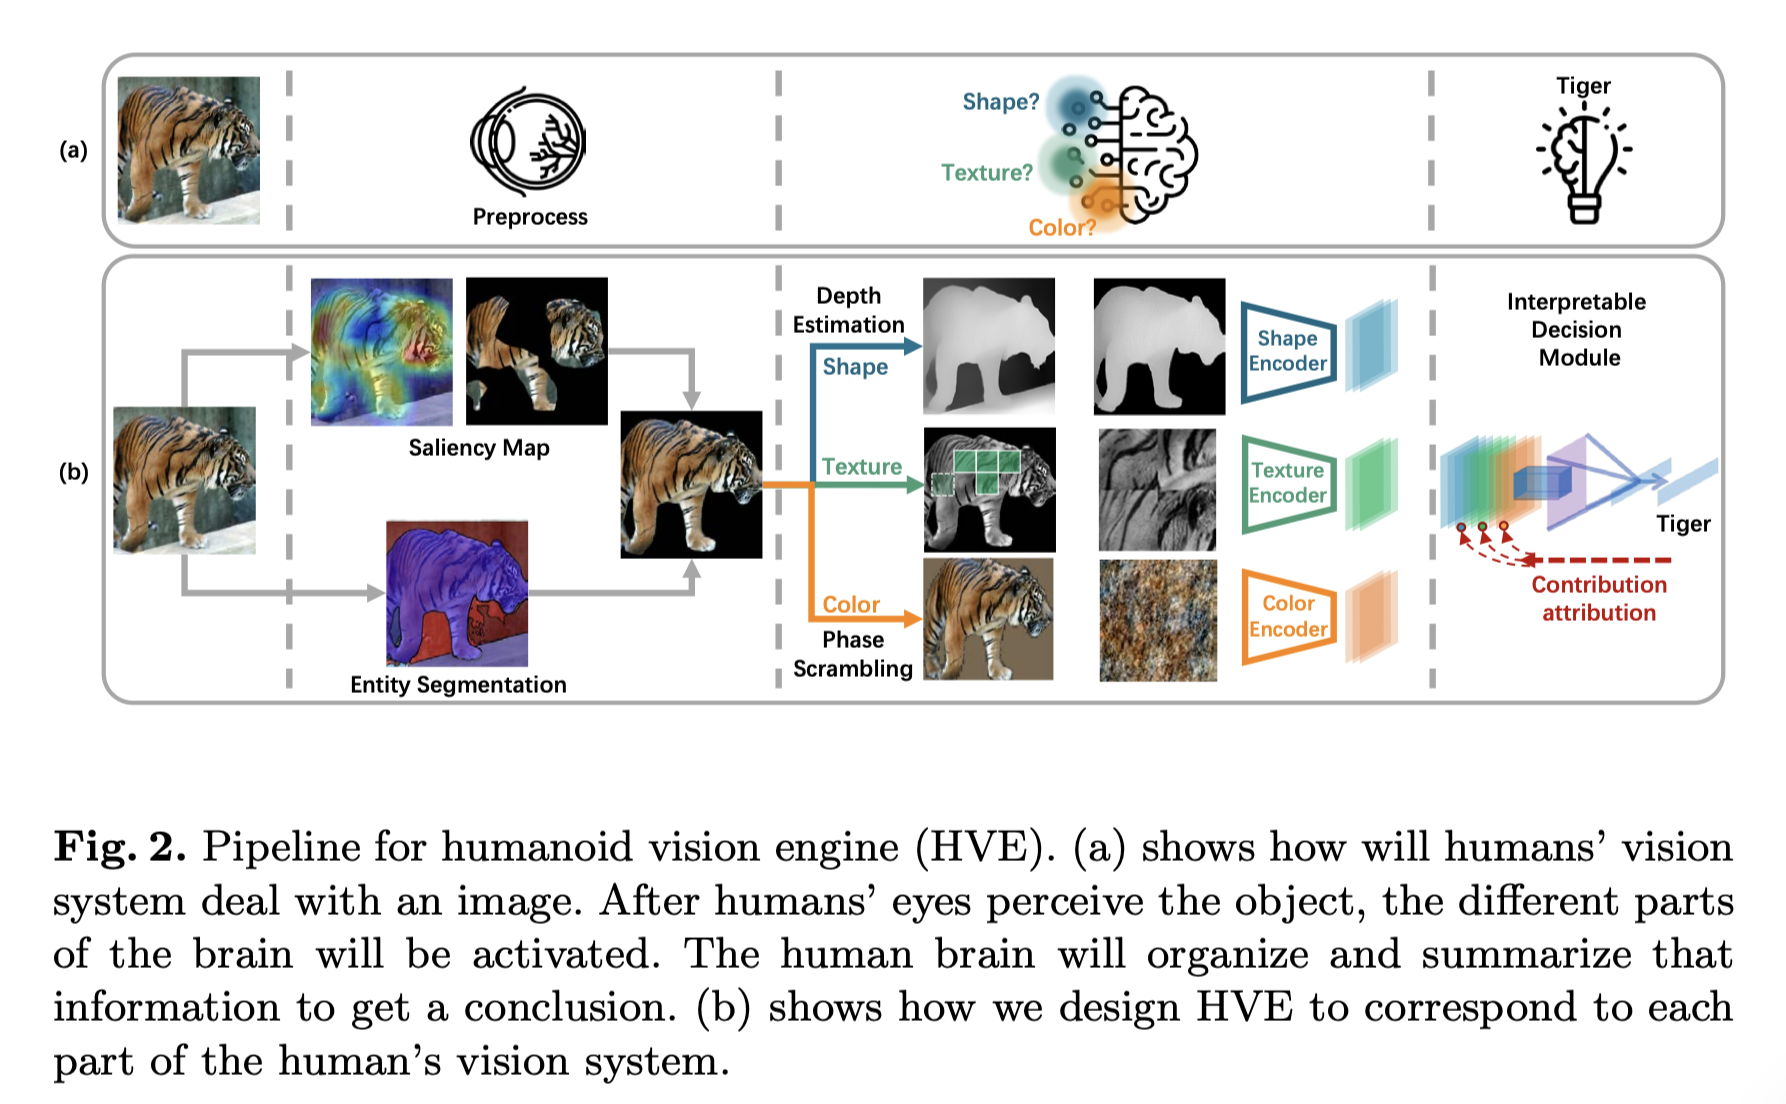 (a)
Preprocess
Shape?
Texture?
Color?
Tiger
(b)
Saliency Map
Entity Segmentation
Depth
Estimation
Shape
Texture
Color
Phase
Scrambling
Shape
Encoder
Texture
Encoder
Color
Encoder
Interpretable
Decision
Module
Tiger
Contribution
attribution
Fig. 2. Pipeline for humanoid vision engine (HVE). (a) shows how will humans’ vision
system deal with an image. After humans’ eyes perceive the object, the different parts
of the brain will be activated. The human brain will organize and summarize that
information to get a conclusion. (b) shows how we design HVE to correspond to each
part of the human’s vision system.